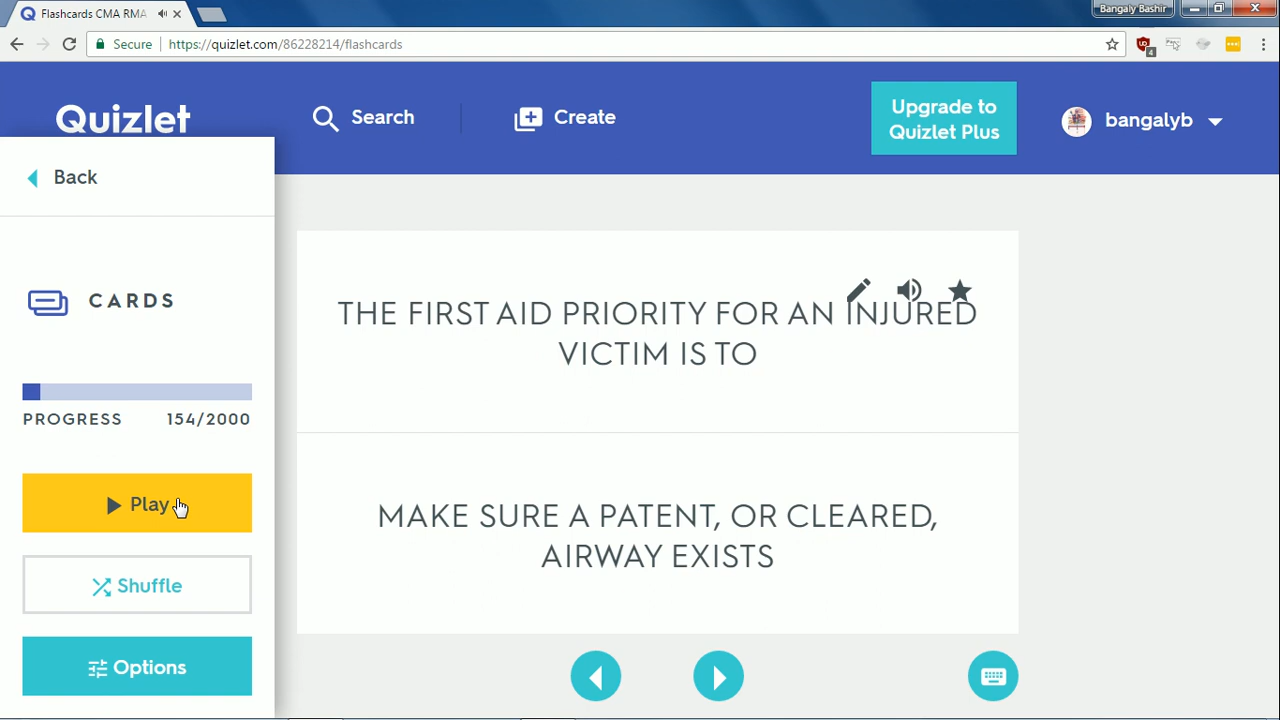 Flashcards CMA RMA
Bangaly Bashir
Secure
https://quizlet.com/86228214/flashcards
4
Quizlet
Search
Create
Upgrade to
Quizlet Plus
bangalyb
Back
CARDS
PROGRESS 154/2000
Play
Shuffle
Options
THE FIRST AID PRIORITY FOR AN INJURED
VICTIM IS TO
MAKE SURE A PATENT, OR CLEARED,
AIRWAY EXISTS